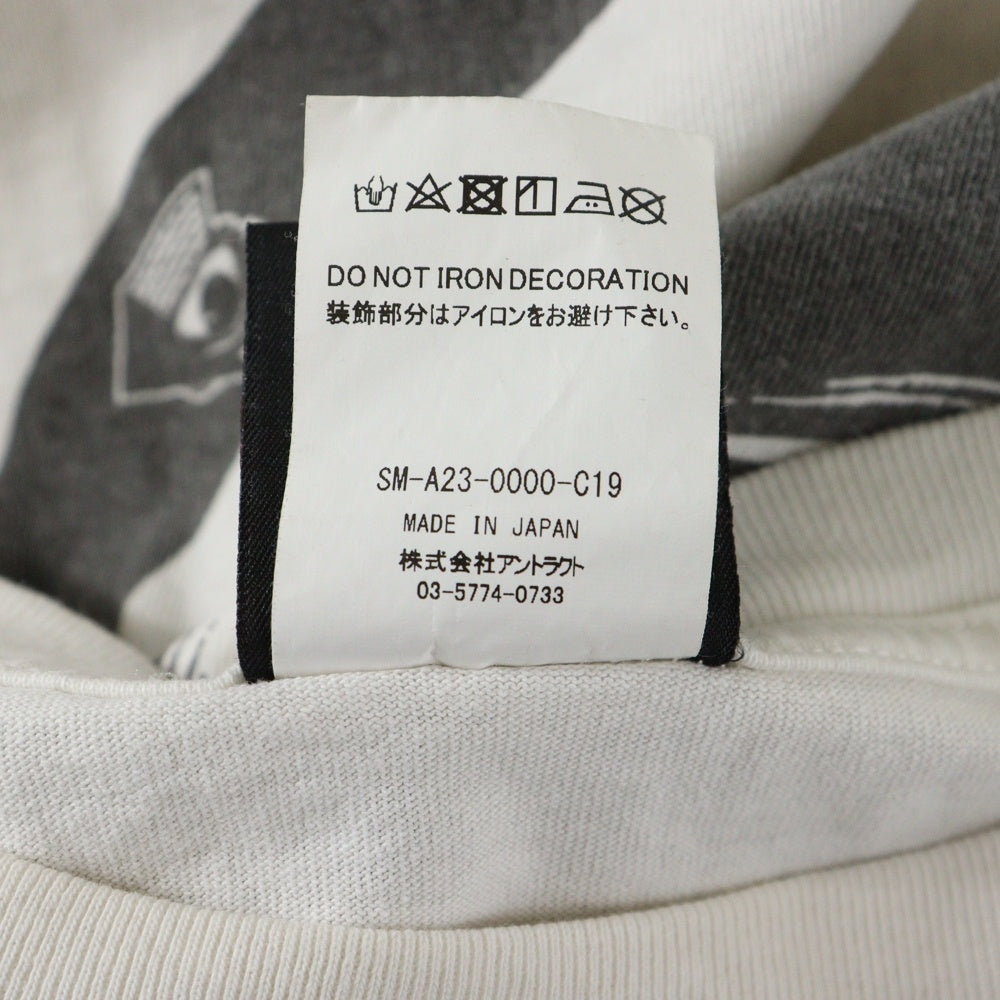 DO NOT IRON DECORATION
装飾部分はアイロンをお避け下さい。
SM-A23-0000-C19
MADE IN JAPAN
株式会社アントラクト
03-5774-0733